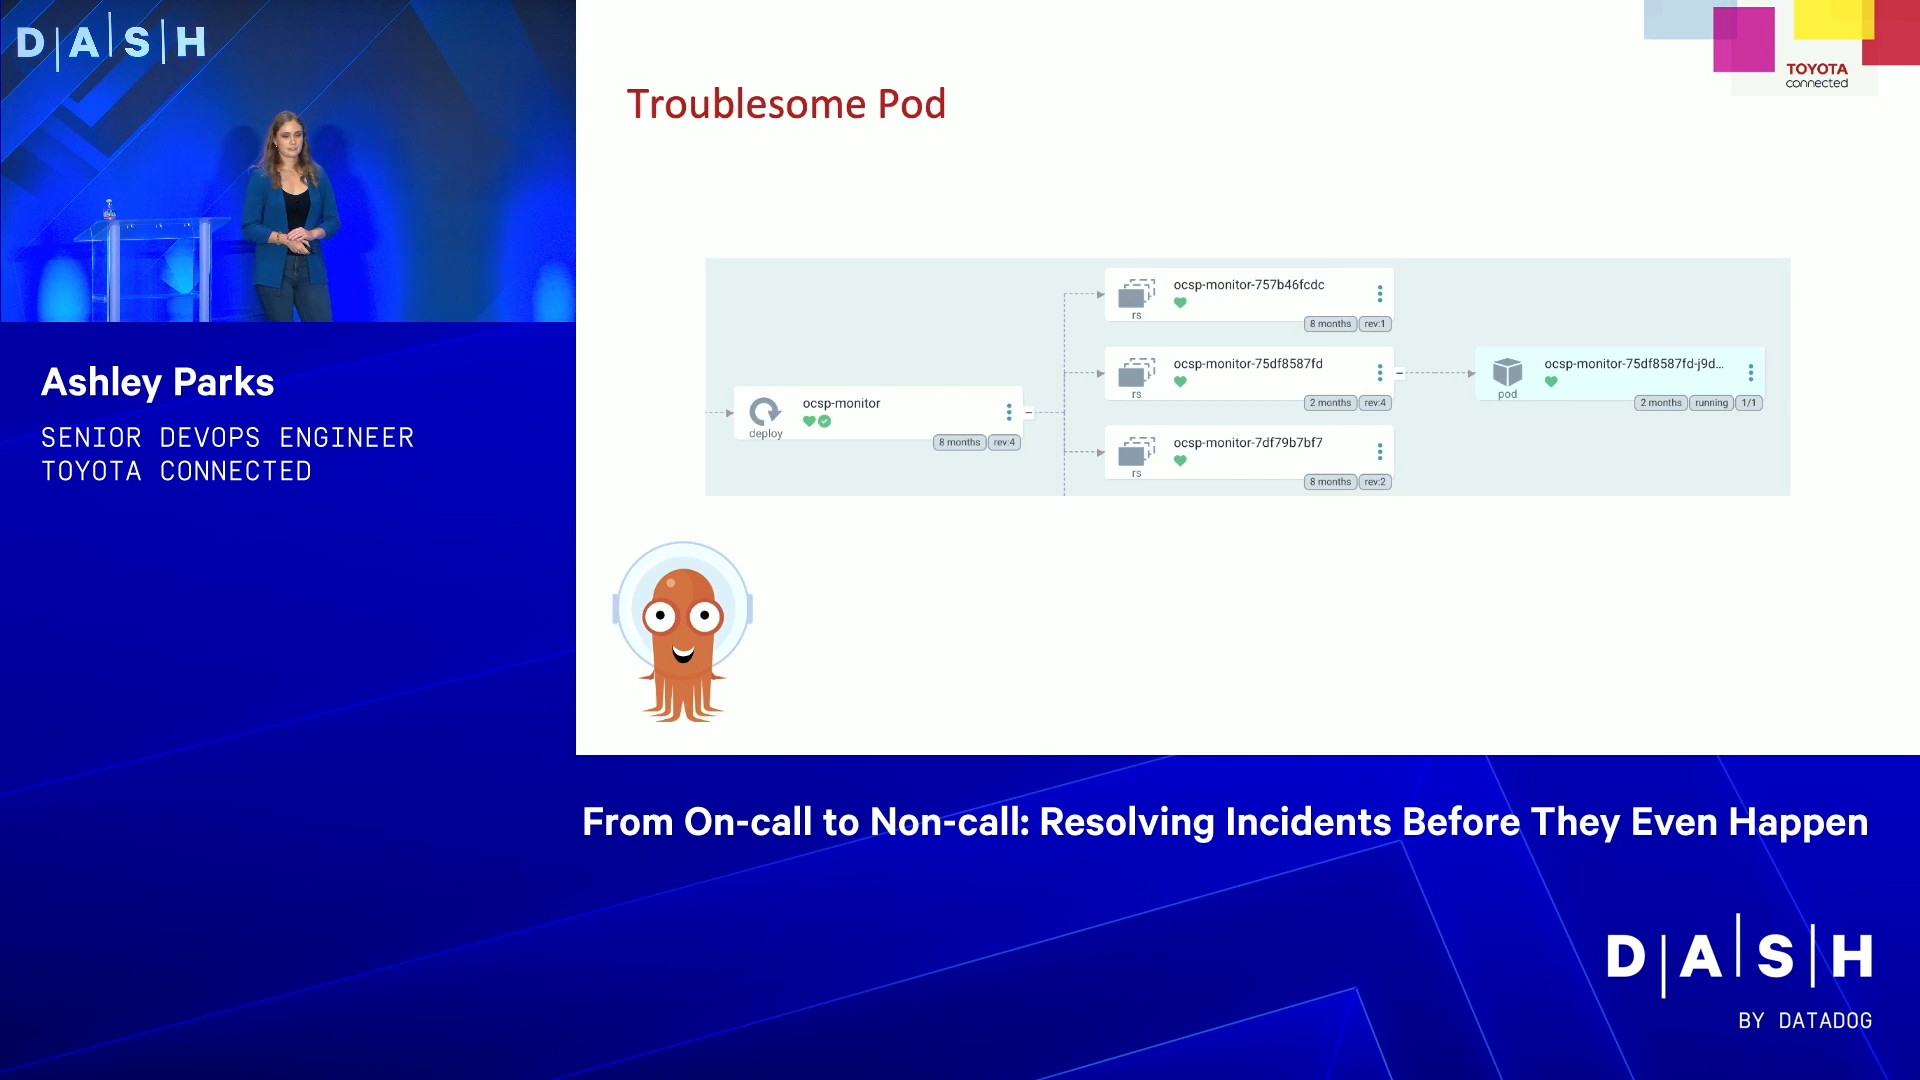 D|A|S|H
Ashley Parks
SENIOR DEVOPS ENGINEER
TOYOTA CONNECTED
Troublesome Pod
TOYOTA
connected
deploy
ocsp-monitor
8 months
rev:4
rs
ocsp-monitor-757b46fcdc
8 months
rev:1
rs
ocsp-monitor-75df8587fd
2 months
rev:4
rs
ocsp-monitor-7df79b7bf7
8 months
rev:2
pod
ocsp-monitor-75df8587fd-j9d...
2 months
running
1/1
From On-call to Non-call: Resolving Incidents Before They Even Happen
D|A|S|H
BY DATADOG